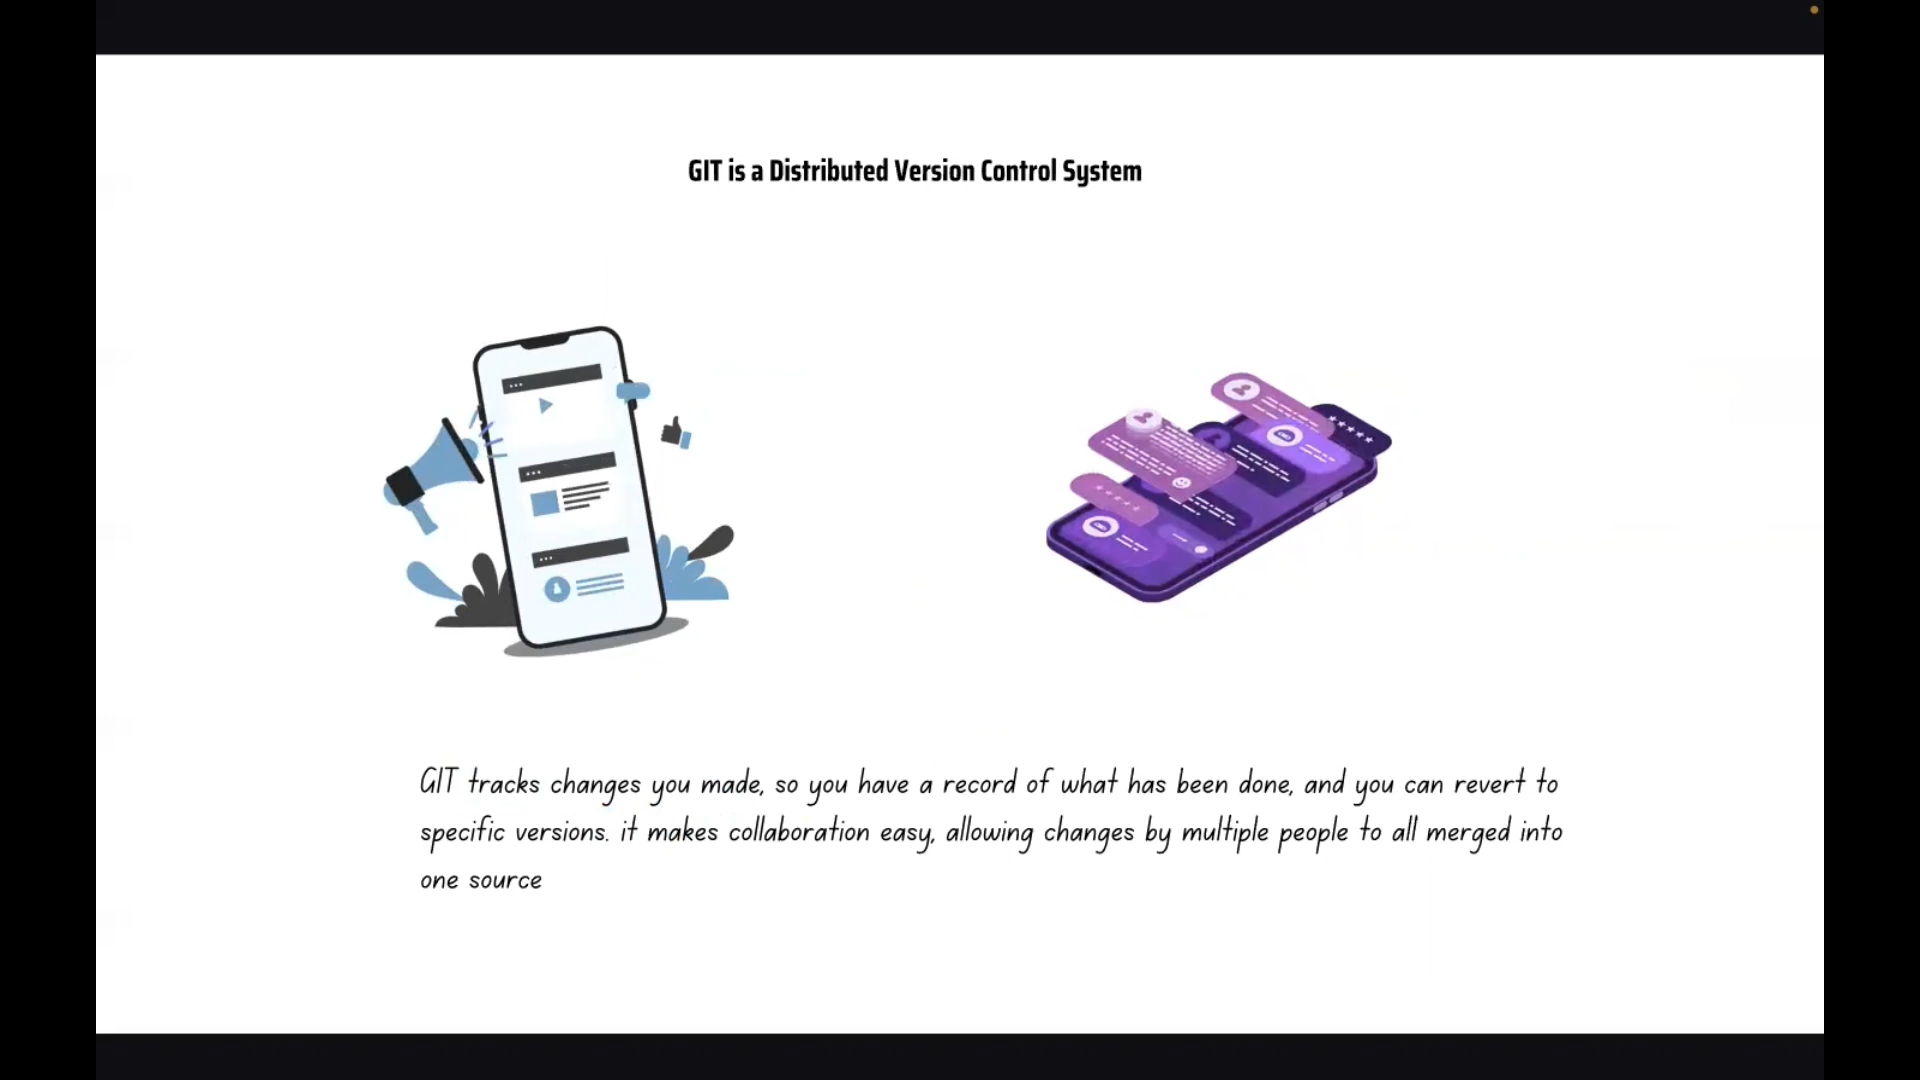 GIT is a Distributed Version Control System
GIT tracks changes you made, so you have a record of what has been done, and you can revert to
specific versions. it makes collaboration easy, allowing changes by multiple people to all merged into
one source